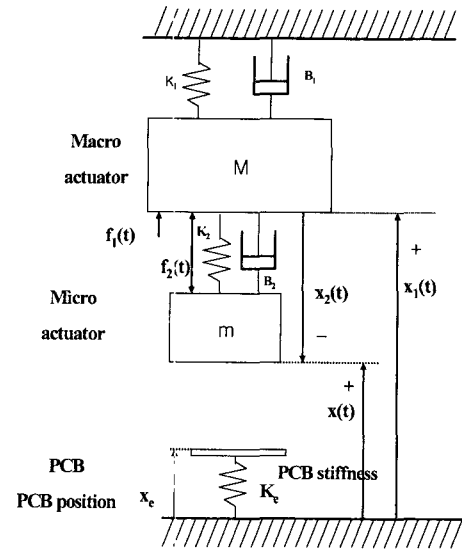 K₁
B₁
Macro
actuator
M
f₁(t)
K₂
f₂(t)
B₂
x₂(t)
+
x₁(t)
Micro
actuator
m
−
+
x(t)
PCB
PCB position
xₑ
PCB stiffness
Kₑ